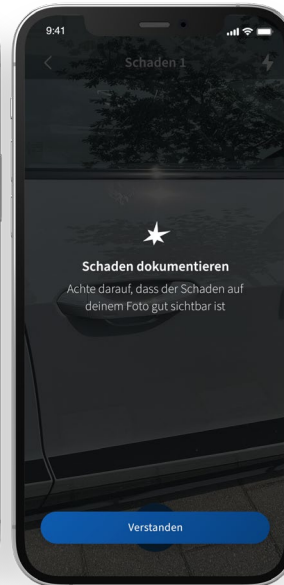 9:41
Schaden 1
Schaden dokumentieren
Achte darauf, dass der Schaden auf
deinem Foto gut sichtbar ist
Verstanden